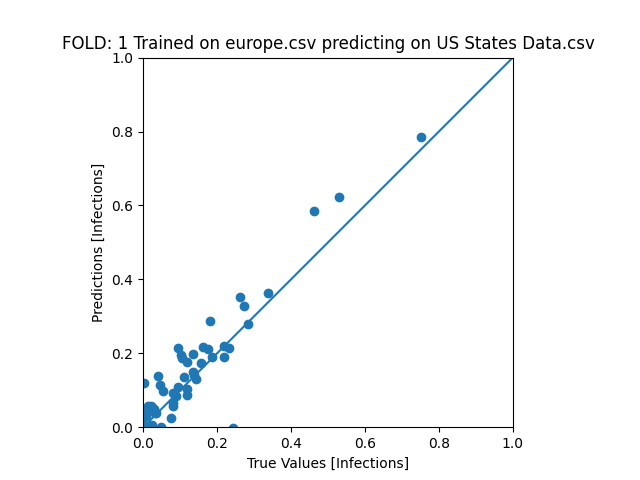 FOLD: 1 Trained on europe.csv predicting on US States Data.csv
1.0
0.8
0.6
0.4
0.2
0.0
Predictions [Infections]
0.0 0.2 0.4 0.6 0.8 1.0
True Values [Infections]